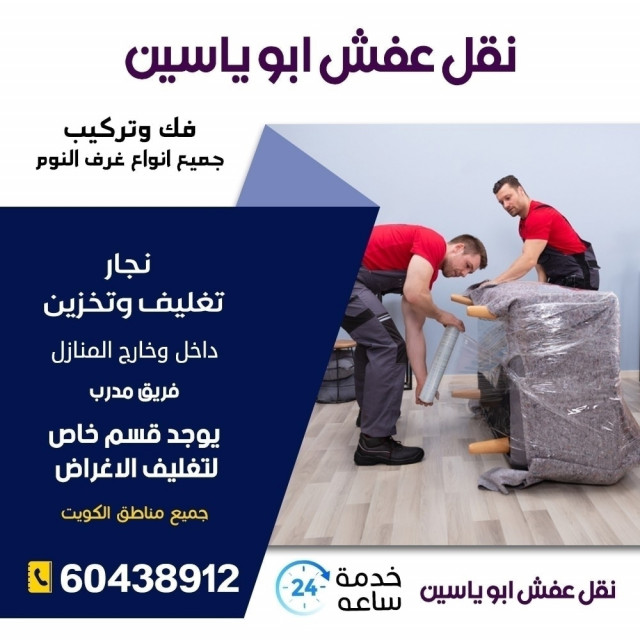 نقل عفش ابو ياسين
فك وتركيب
جميع انواع غرف النوم
نجار
تغليف وتخزين
داخل وخارج المنازل
فريق مدرب
يوجد قسم خاص
لتغليف الاغراض
جميع مناطق الكويت
60438912
24
خدمة
ساعه
نقل عفش ابو ياسين